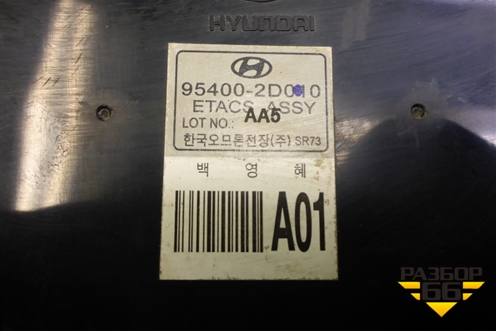 HYUNDAI
95400-2D010
ETACS ASSY
LOT NO.: AA5
한국오므론전장(주) SR73
백 영 혜
A01
РАЗБОР
66